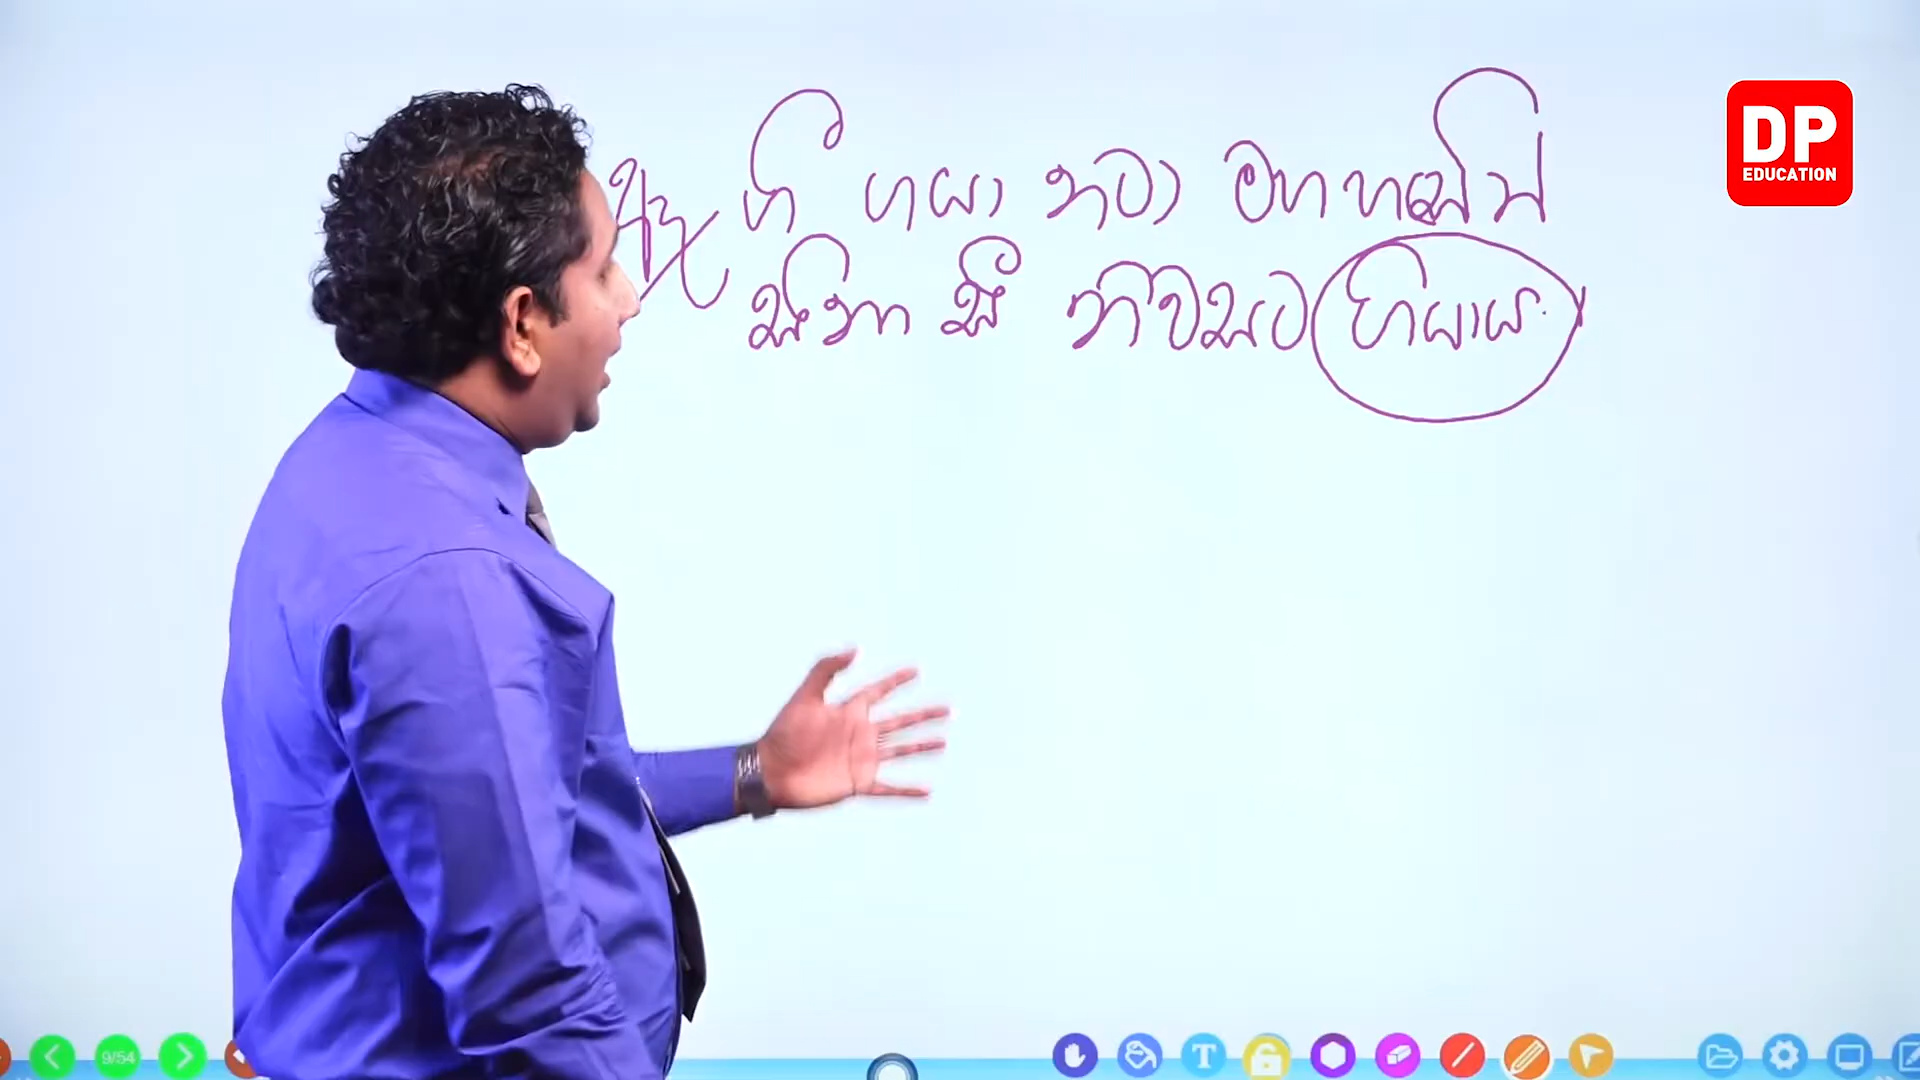 ඈ ගී ගයා නටා මහ හඬින්
සිනා සී නිවසට ගියාය.
DP
EDUCATION
9/54
T